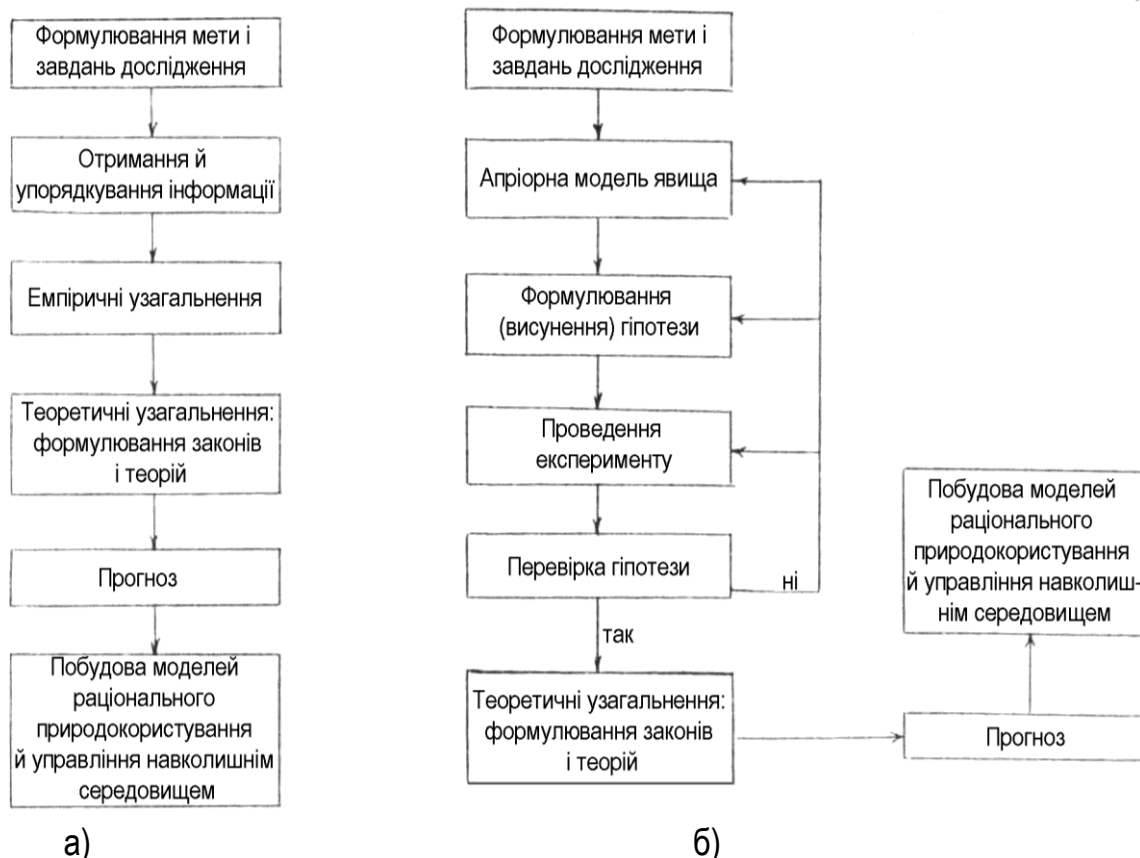 Формулювання мети і
завдань дослідження
Отримання й
упорядкування інформації
Емпіричні узагальнення
Теоретичні узагальнення:
формулювання законів
і теорій
Прогноз
Побудова моделей
раціонального
природокористування
й управління навколишнім
середовищем
а)
Формулювання мети і
завдань дослідження
Апріорна модель явища
Формулювання
(висунення) гіпотези
Проведення
експерименту
Перевірка гіпотези
ні
так
Теоретичні узагальнення:
формулювання законів
і теорій
Побудова моделей
раціонального
природокористування
й управління навколиш-
нім середовищем
Прогноз
б)